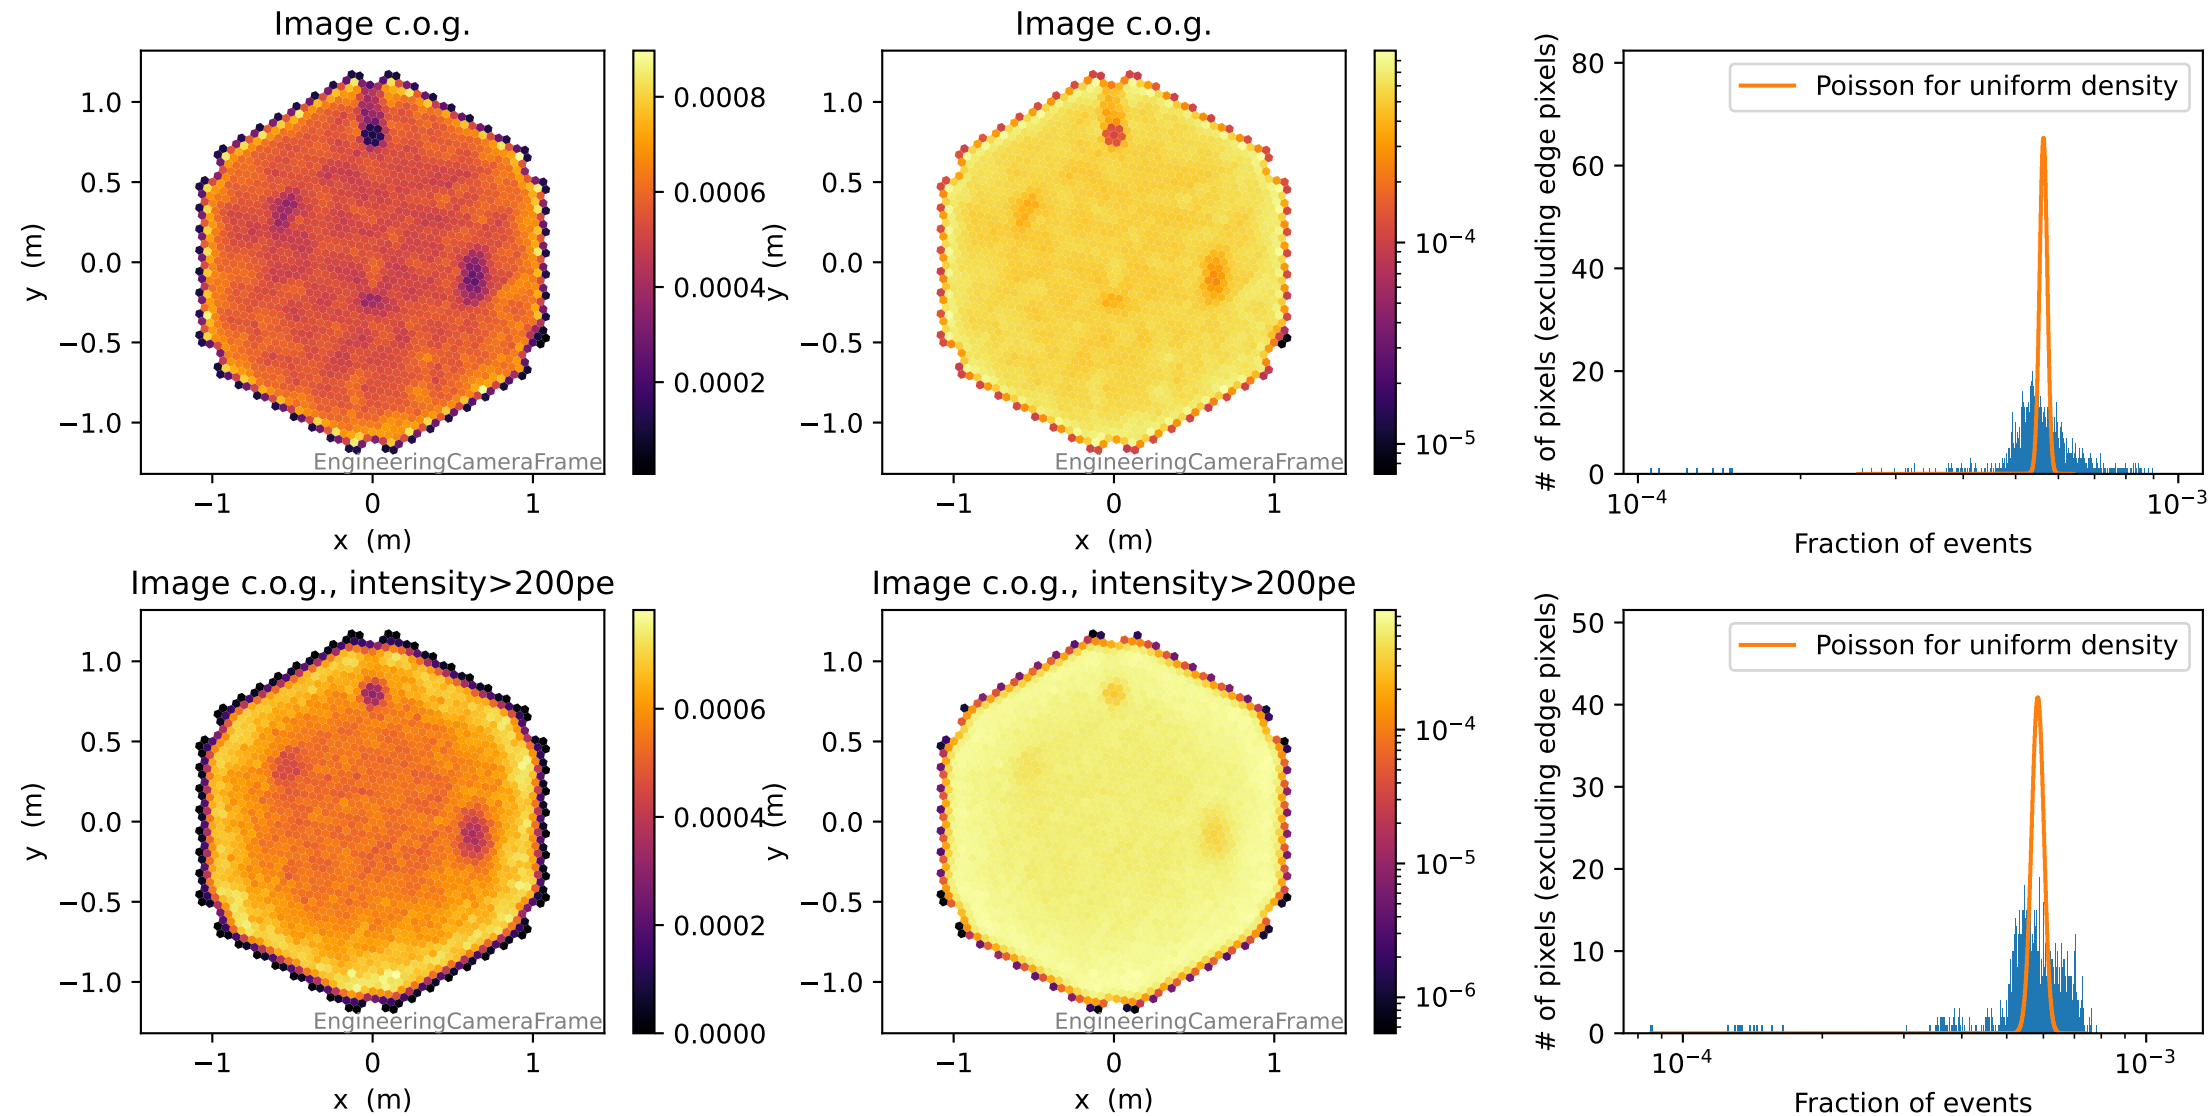 Image c.o.g.
1.0
0.5
0.0
−0.5
−1.0
y (m)
−1
0
1
x (m)
EngineeringCameraFrame
0.0008
0.0006
0.0004
0.0002
Image c.o.g.
1.0
0.5
0.0
−0.5
−1.0
y (m)
−1
0
1
x (m)
EngineeringCameraFrame
10⁻⁴
10⁻⁵
# of pixels (excluding edge pixels)
80
60
40
20
0
Poisson for uniform density
10⁻⁴
10⁻³
Fraction of events
Image c.o.g., intensity>200pe
1.0
0.5
0.0
−0.5
−1.0
y (m)
−1
0
1
x (m)
EngineeringCameraFrame
0.0006
0.0004
0.0002
0.0000
Image c.o.g., intensity>200pe
1.0
0.5
0.0
−0.5
−1.0
y (m)
−1
0
1
x (m)
EngineeringCameraFrame
10⁻⁴
10⁻⁵
10⁻⁶
# of pixels (excluding edge pixels)
50
40
30
20
10
0
Poisson for uniform density
10⁻⁴
10⁻³
Fraction of events